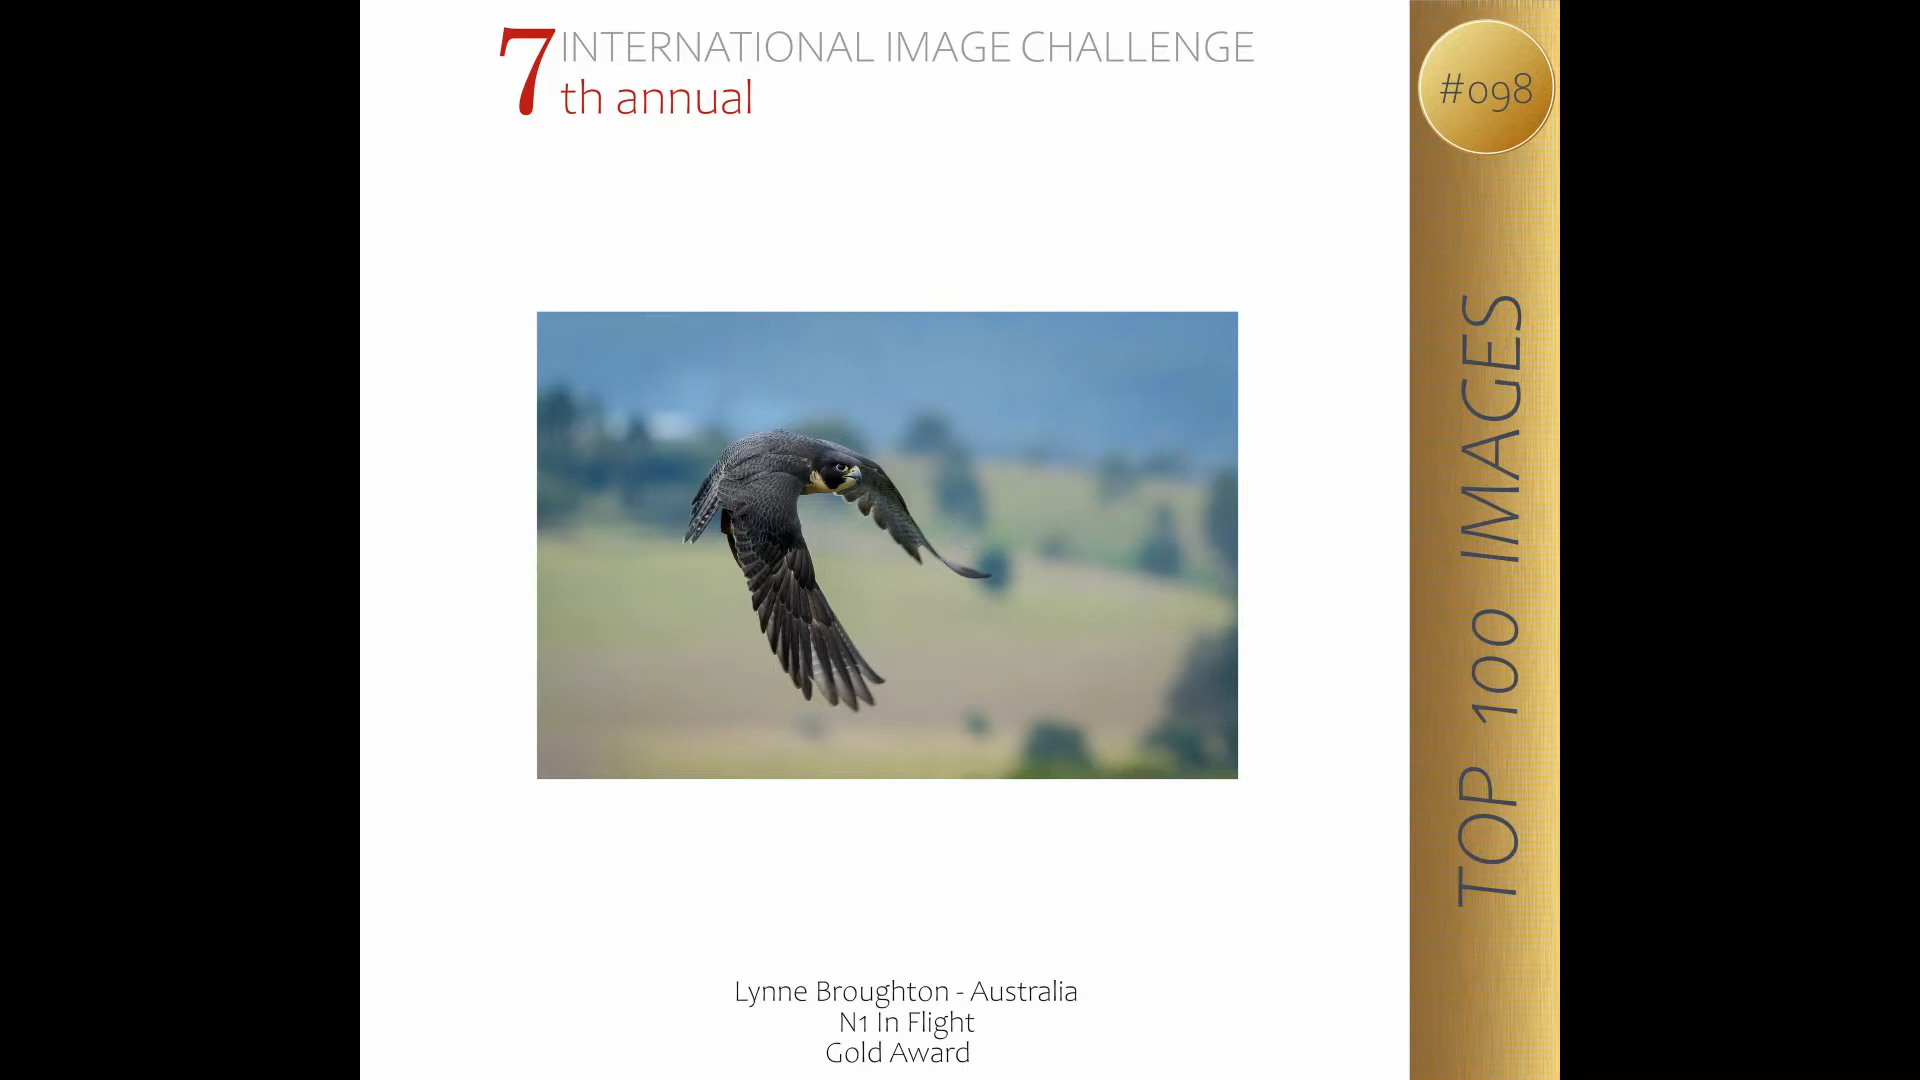 7 INTERNATIONAL IMAGE CHALLENGE
th annual
#098
TOP 100 IMAGES
Lynne Broughton - Australia
N1 In Flight
Gold Award